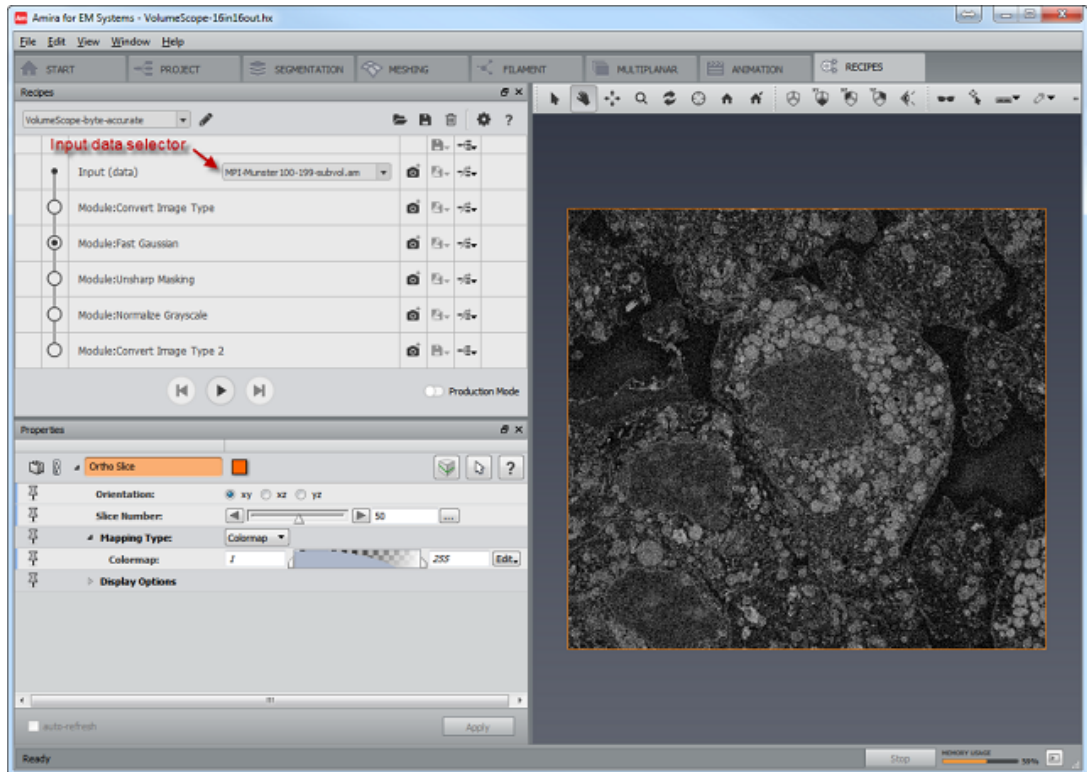 Amira for EM Systems - VolumeScope-16in16out.hx
File Edit View Window Help
START PROJECT SEGMENTATION MESHING FILAMENT MULTIPLANAR ANIMATION RECIPES
Recipes
VolumeScope-byte-accurate
Input data selector
Input (data) MPI-Munster100-199-subvol.am
Module:Convert Image Type
Module:Fast Gaussian
Module:Unsharp Masking
Module:Normalize Grayscale
Module:Convert Image Type 2
Production Mode
Properties
Ortho Slice
Orientation: xy xz yz
Slice Number: 50 ...
Mapping Type: Colormap
Colormap: 1 255 Edit
Display Options
auto-refresh Apply
Ready Stop MEMORY USAGE 59%